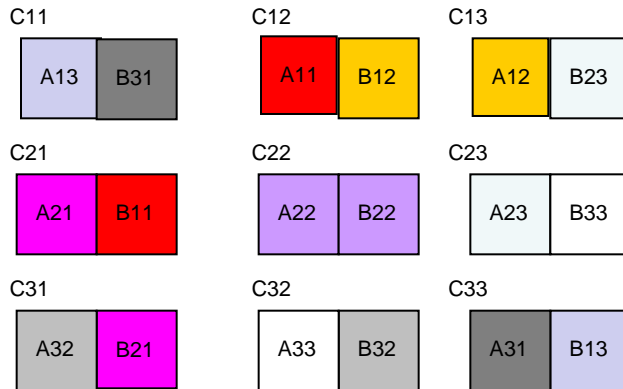 C11 C12 C13
A13 B31 A11 B12 A12 B23
C21 C22 C23
A21 B11 A22 B22 A23 B33
C31 C32 C33
A32 B21 A33 B32 A31 B13